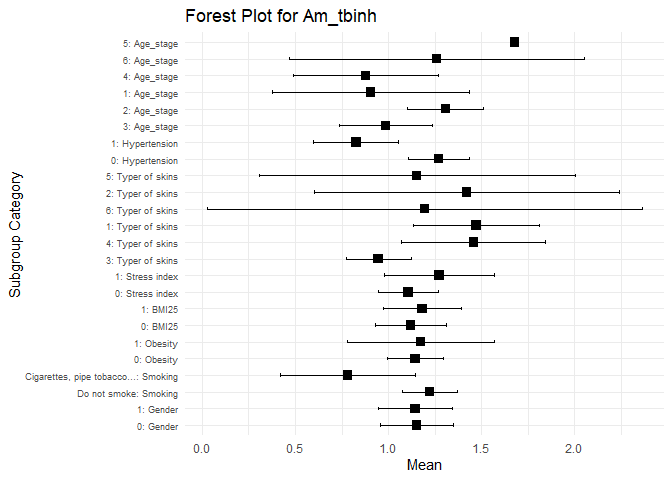 Forest Plot for Am_tbinh
Subgroup Category
5: Age_stage
6: Age_stage
4: Age_stage
1: Age_stage
2: Age_stage
3: Age_stage
1: Hypertension
0: Hypertension
5: Typer of skins
2: Typer of skins
6: Typer of skins
1: Typer of skins
4: Typer of skins
3: Typer of skins
1: Stress index
0: Stress index
1: BMI25
0: BMI25
1: Obesity
0: Obesity
Cigarettes, pipe tobacco...: Smoking
Do not smoke: Smoking
1: Gender
0: Gender
0.0 0.5 1.0 1.5 2.0
Mean